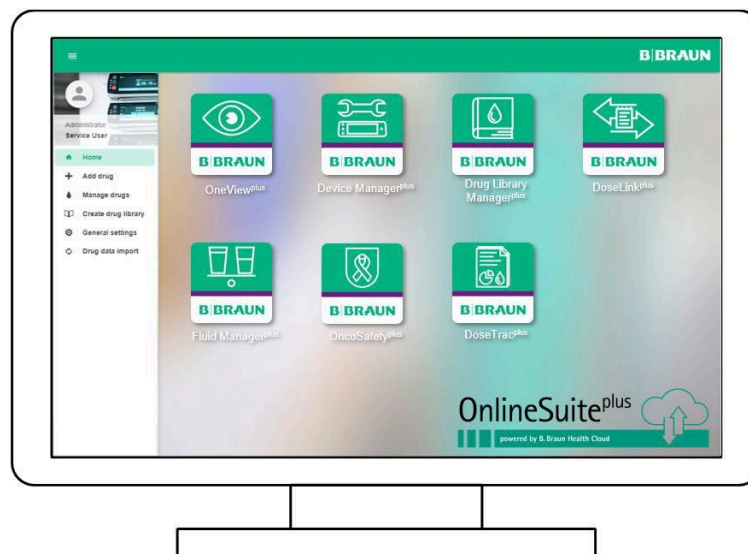 B|BRAUN
Administrator
Service User
Home
Add drug
Manage drugs
Create drug library
General settings
Drug data import
B|BRAUN
OneViewplus
B|BRAUN
Device Managerplus
B|BRAUN
Drug Library
Managerplus
B|BRAUN
DoseLinkplus
B|BRAUN
Fluid Managerplus
B|BRAUN
OncoSafetyplus
B|BRAUN
DoseTracplus
OnlineSuiteplus
powered by B. Braun Health Cloud